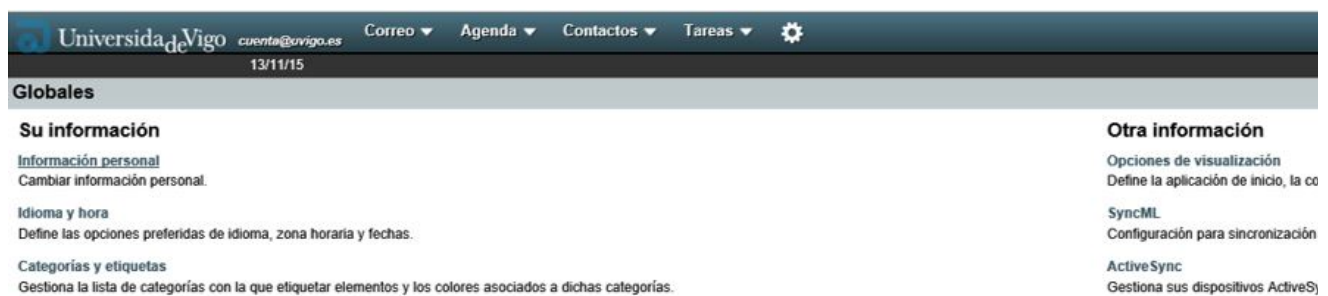 Universidade Vigo cuenta@uvigo.es Correo Agenda Contactos Tareas
13/11/15
Globales
Su información
Información personal
Cambiar información personal.
Idioma y hora
Define las opciones preferidas de idioma, zona horaria y fechas.
Categorías y etiquetas
Gestiona la lista de categorías con la que etiquetar elementos y los colores asociados a dichas categorías.
Otra información
Opciones de visualización
Define la aplicación de inicio, la co
SyncML
Configuración para sincronización
ActiveSync
Gestiona sus dispositivos ActiveSy